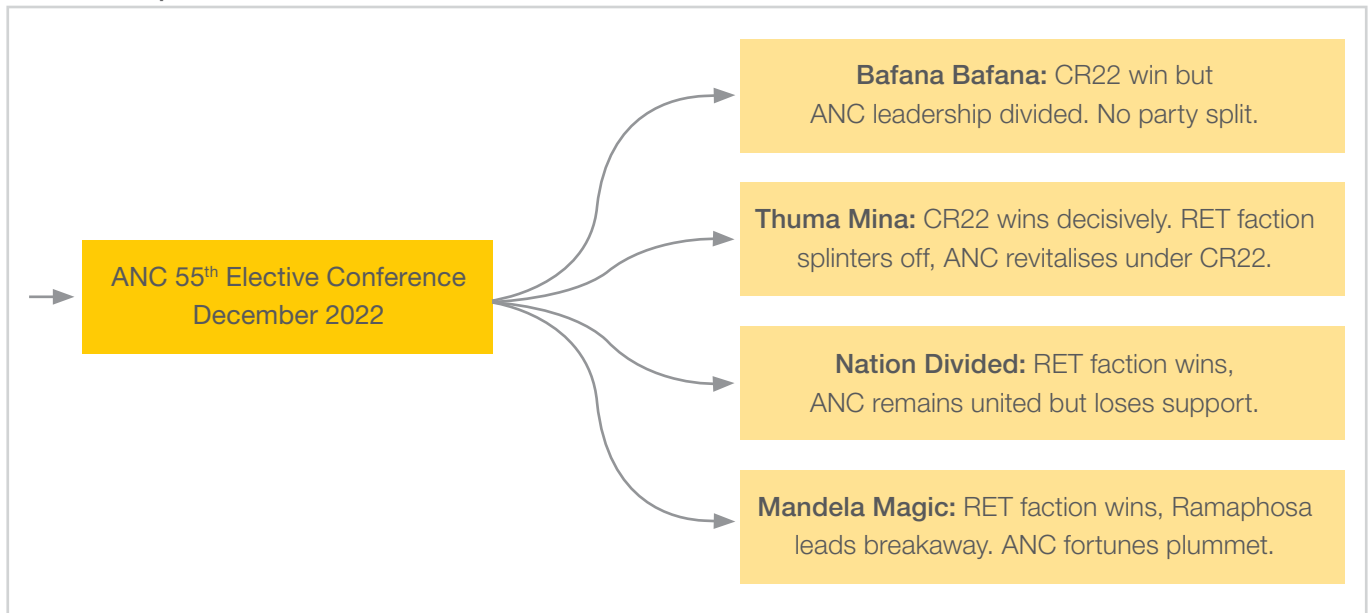 ANC 55th Elective Conference
December 2022
Bafana Bafana: CR22 win but
ANC leadership divided. No party split.
Thuma Mina: CR22 wins decisively. RET faction
splinters off, ANC revitalises under CR22.
Nation Divided: RET faction wins,
ANC remains united but loses support.
Mandela Magic: RET faction wins, Ramaphosa
leads breakaway. ANC fortunes plummet.